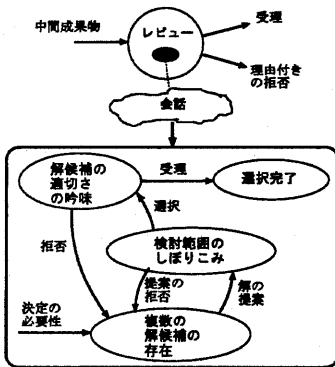 中間成果物
レビュー
受理
理由付き
の拒否
会話
解候補の
適切さ
の吟味
受理
選択完了
選択
拒否
検討範囲の
しぼりこみ
提案の
拒否
解の
提案
決定の
必要性
複数の
解候補の
存在